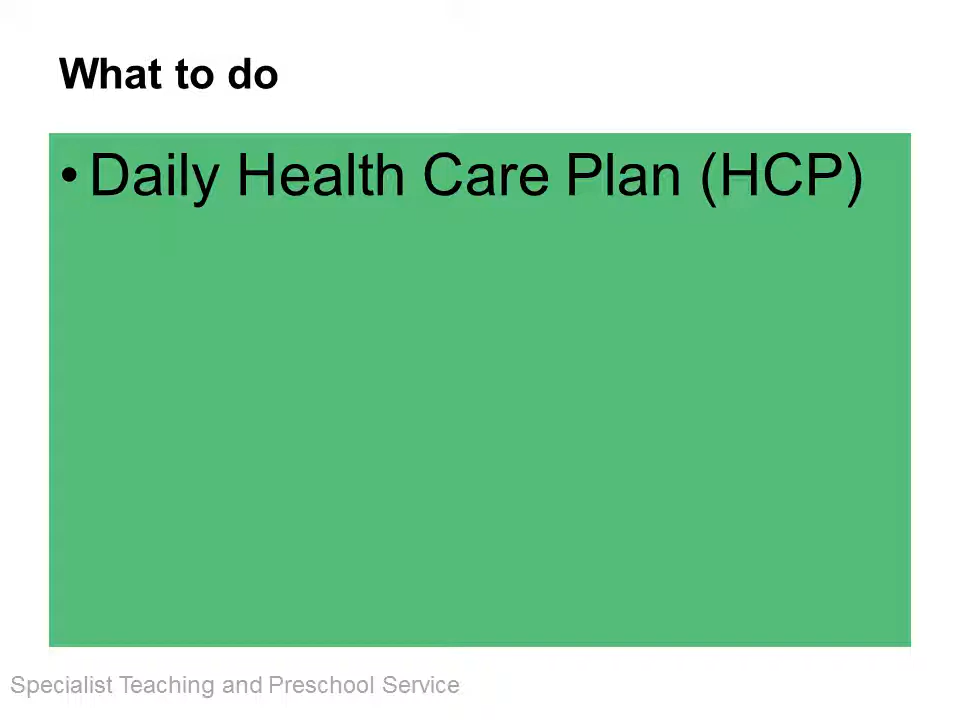 What to do
• Daily Health Care Plan (HCP)
Specialist Teaching and Preschool Service